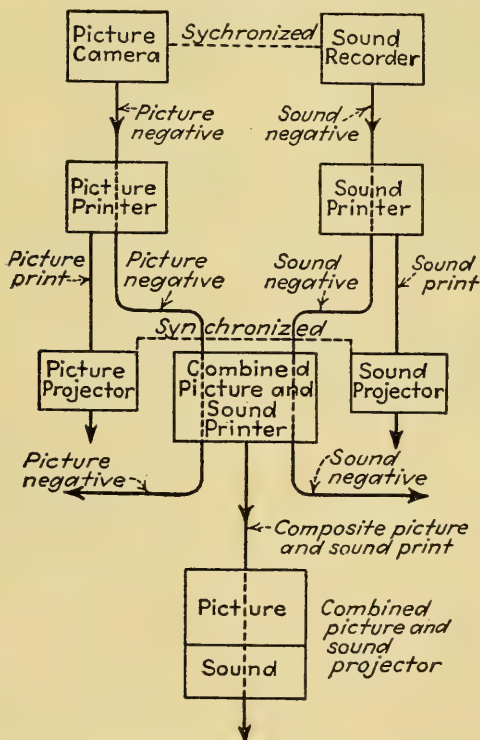 Picture
Camera
Sychronized
Sound
Recorder
Picture
negative
Sound
negative
Picture
Printer
Sound
Printer
Picture
print
Picture
negative
Sound
negative
Sound
print
Synchronized
Picture
Projector
Combined
Picture and
Sound
Printer
Sound
Projector
Picture
negative
Sound
negative
Composite picture
and sound print
Picture
Sound
Combined
picture and
sound
projector